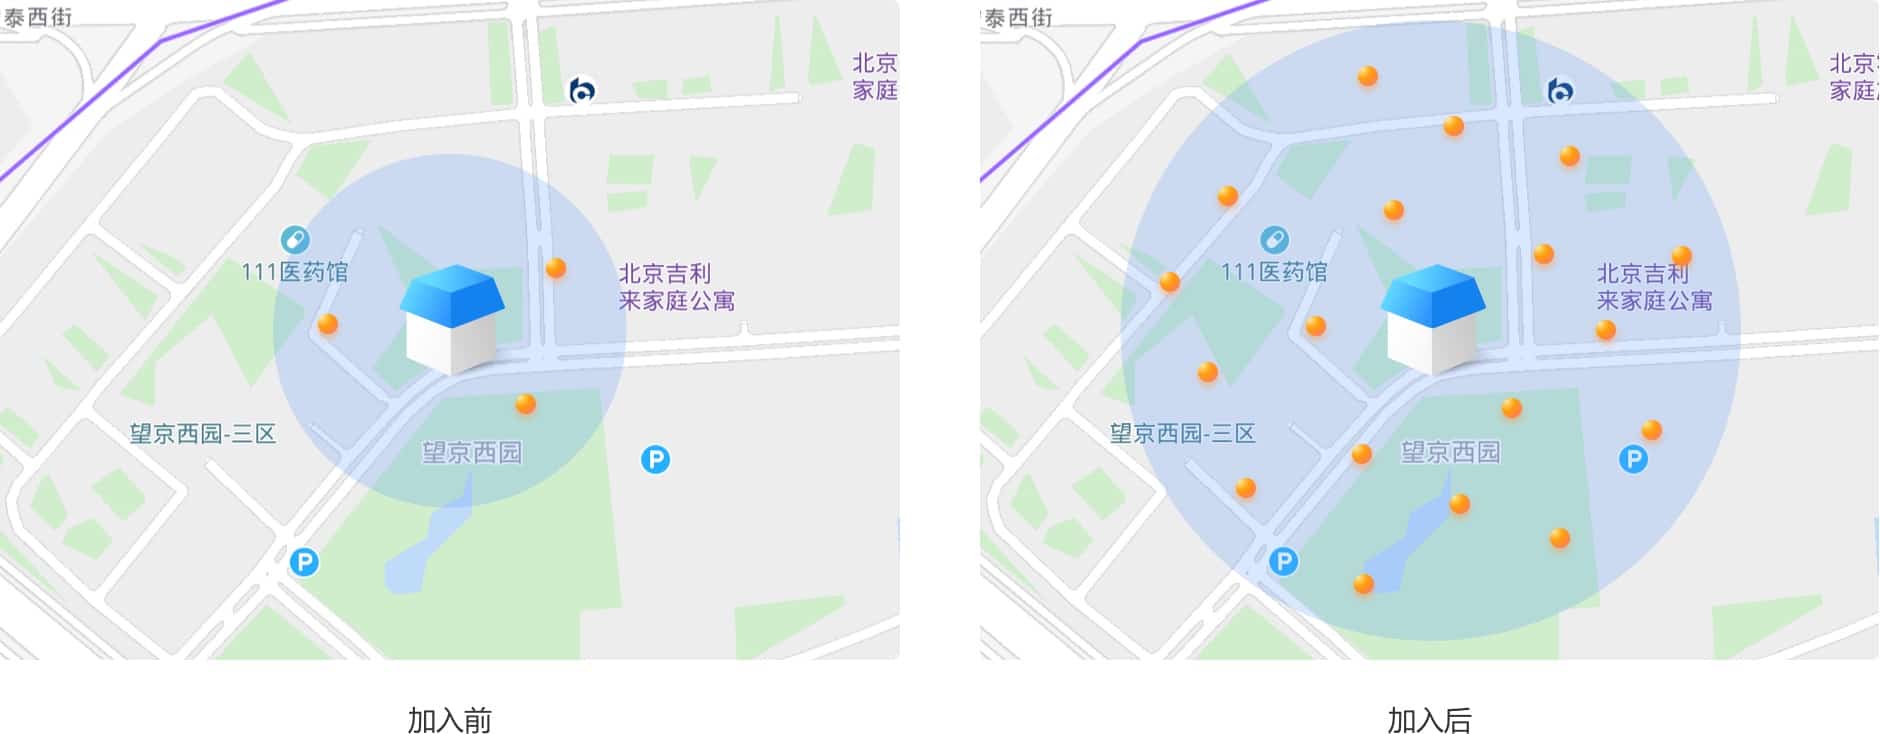 泰西街
北京
家庭
111医药馆
北京吉利
来家庭公寓
望京西园-三区
望京西园
P
P
加入前
泰西街
北京
家庭
111医药馆
北京吉利
来家庭公寓
望京西园-三区
望京西园
P
P
加入后